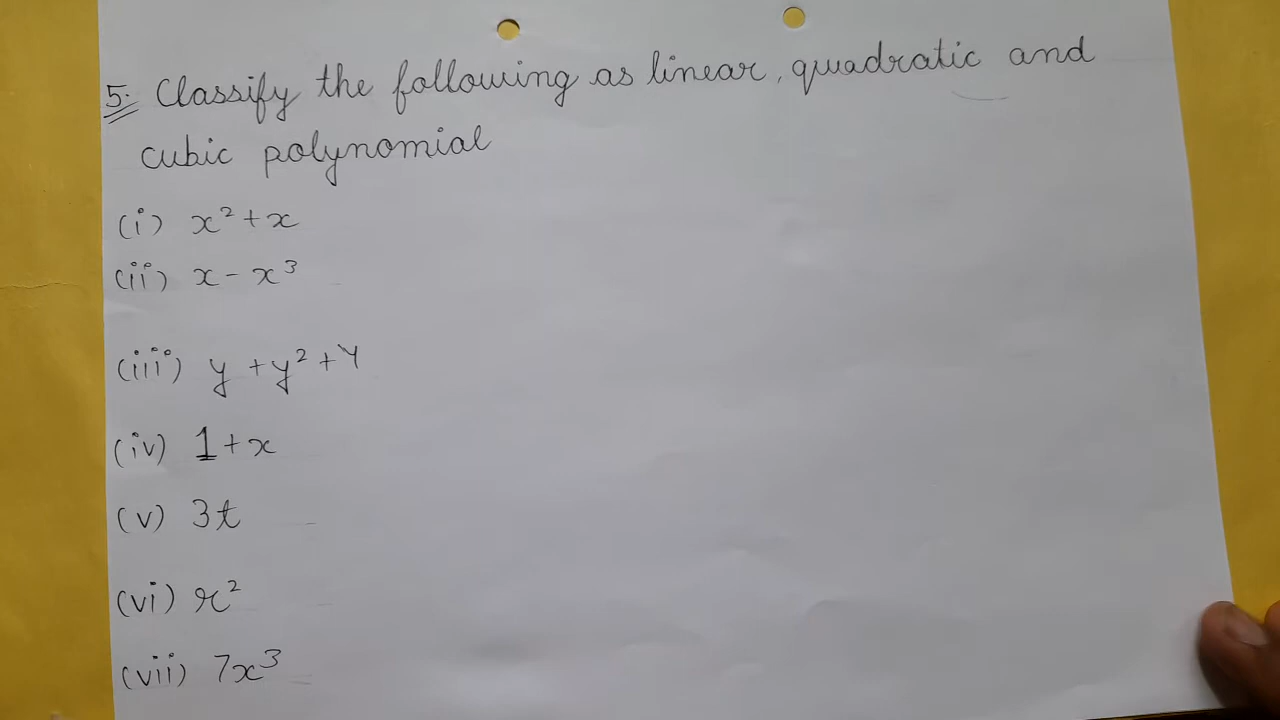 5. Classify the following as linear, quadratic and
cubic polynomial
(i) x² + x
(ii) x - x³
(iii) y + y² + 4
(iv) 1 + x
(v) 3t
(vi) r²
(vii) 7x³